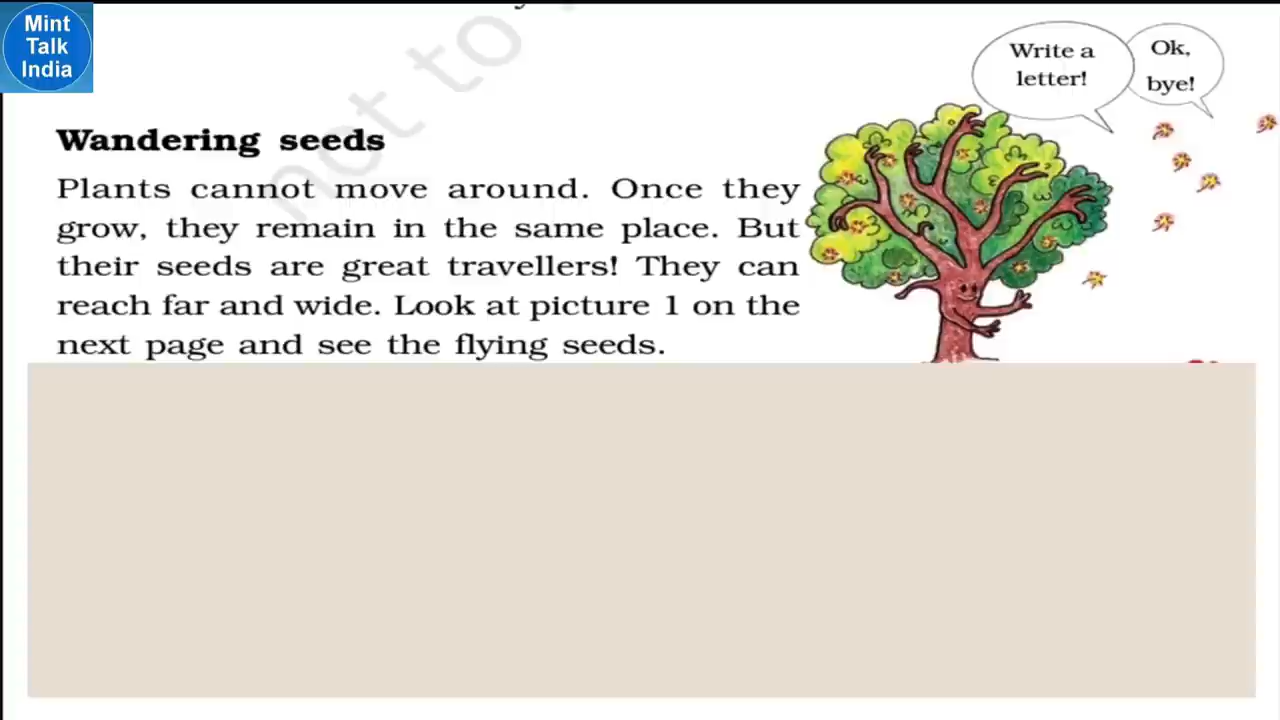 Mint
Talk
India
not to
Write a
letter!
Ok,
bye!
Wandering seeds
Plants cannot move around. Once they
grow, they remain in the same place. But
their seeds are great travellers! They can
reach far and wide. Look at picture 1 on the
next page and see the flying seeds.